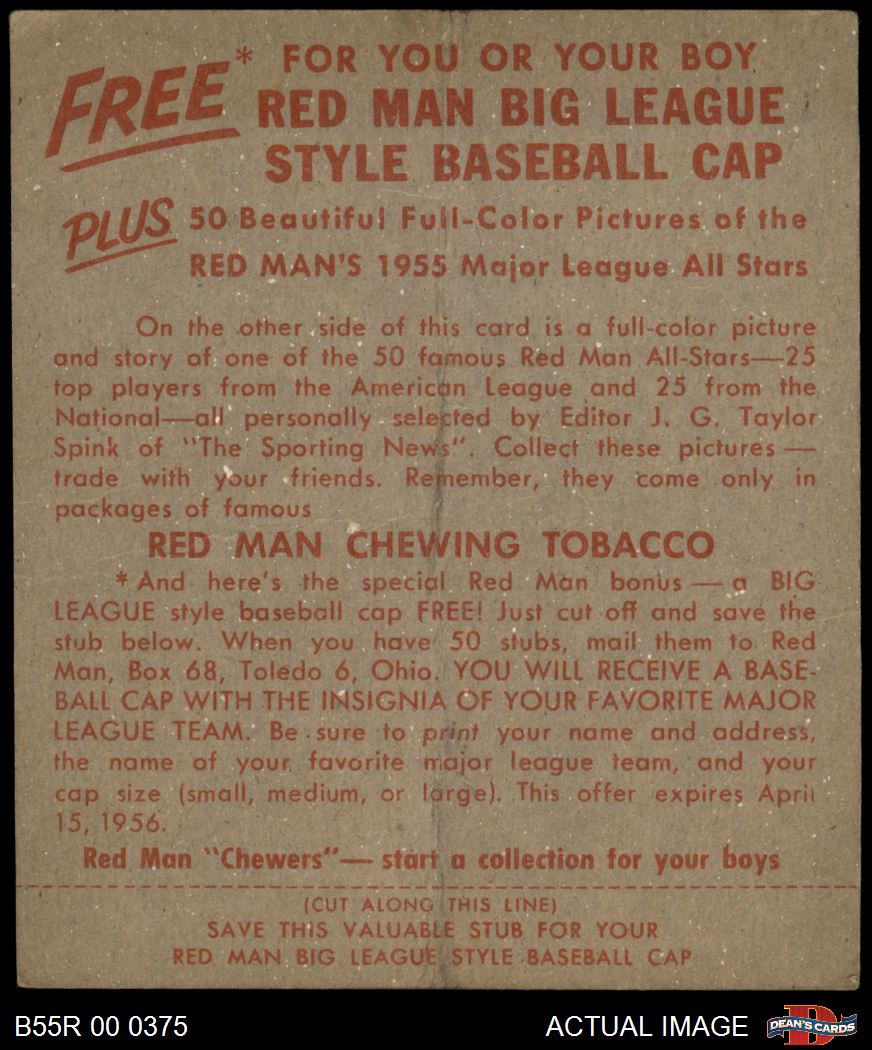 FREE* FOR YOU OR YOUR BOY
RED MAN BIG LEAGUE
STYLE BASEBALL CAP
PLUS 50 Beautiful Full-Color Pictures of the
RED MAN'S 1955 Major League All Stars
On the other side of this card is a full-color picture
and story of one of the 50 famous Red Man All-Stars—25
top players from the American League and 25 from the
National—all personally selected by Editor J. G. Taylor
Spink of "The Sporting News". Collect these pictures —
trade with your friends. Remember, they come only in
packages of famous
RED MAN CHEWING TOBACCO
* And here's the special Red Man bonus — a BIG
LEAGUE style baseball cap FREE! Just cut off and save the
stub below. When you have 50 stubs, mail them to Red
Man, Box 68, Toledo 6, Ohio. YOU WILL RECEIVE A BASE-
BALL CAP WITH THE INSIGNIA OF YOUR FAVORITE MAJOR
LEAGUE TEAM. Be sure to print your name and address,
the name of your favorite major league team, and your
cap size (small, medium, or large). This offer expires April
15, 1956.
Red Man "Chewers"— start a collection for your boys
(CUT ALONG THIS LINE)
SAVE THIS VALUABLE STUB FOR YOUR
RED MAN BIG LEAGUE STYLE BASEBALL CAP
B55R 00 0375 ACTUAL IMAGE DEAN'S CARDS